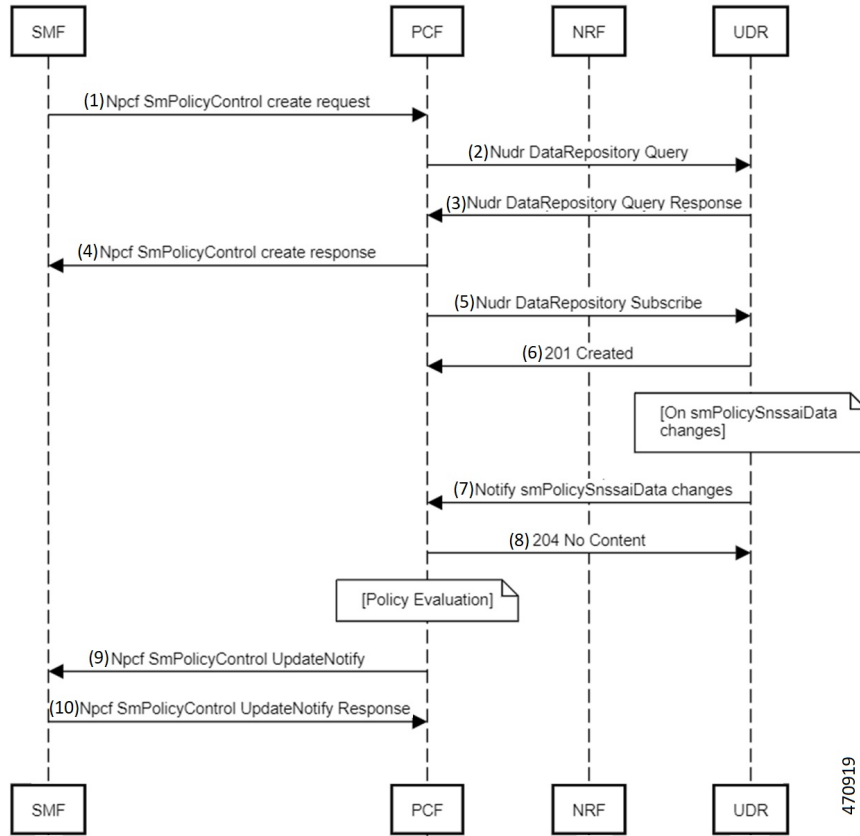 SMF PCF NRF UDR
(1)Npcf SmPolicyControl create request
(2)Nudr DataRepository Query
(3)Nudr DataRepository Query Response
(4)Npcf SmPolicyControl create response
(5)Nudr DataRepository Subscribe
(6)201 Created
[On smPolicySnssaiData
changes]
(7)Notify smPolicySnssaiData changes
(8) 204 No Content
[Policy Evaluation]
(9)Npcf SmPolicyControl UpdateNotify
(10)Npcf SmPolicyControl UpdateNotify Response
SMF PCF NRF UDR
470919